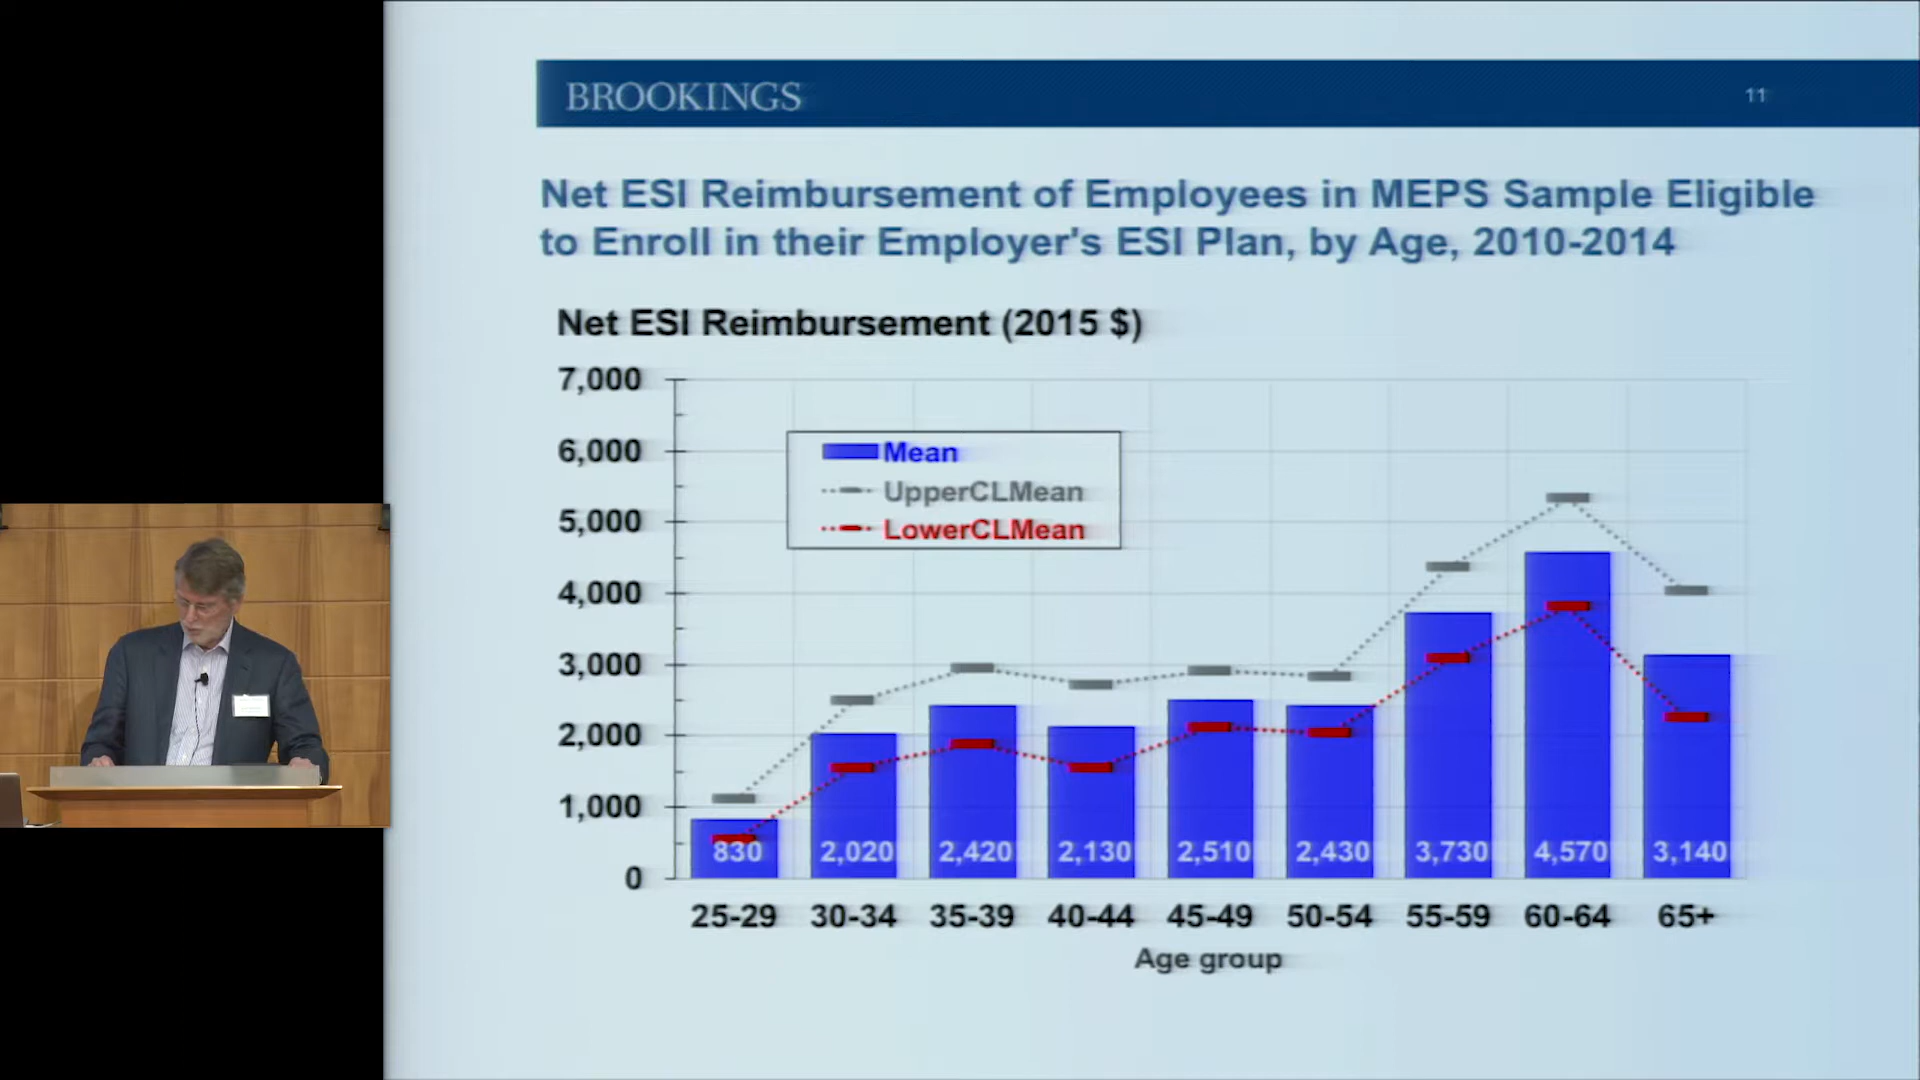 BROOKINGS
11
Net ESI Reimbursement of Employees in MEPS Sample Eligible
to Enroll in their Employer's ESI Plan, by Age, 2010-2014
Net ESI Reimbursement (2015 $)
7,000
6,000
5,000
4,000
3,000
2,000
1,000
0
Mean
UpperCLMean
LowerCLMean
830 2,020 2,420 2,130 2,510 2,430 3,730 4,570 3,140
25-29 30-34 35-39 40-44 45-49 50-54 55-59 60-64 65+
Age group